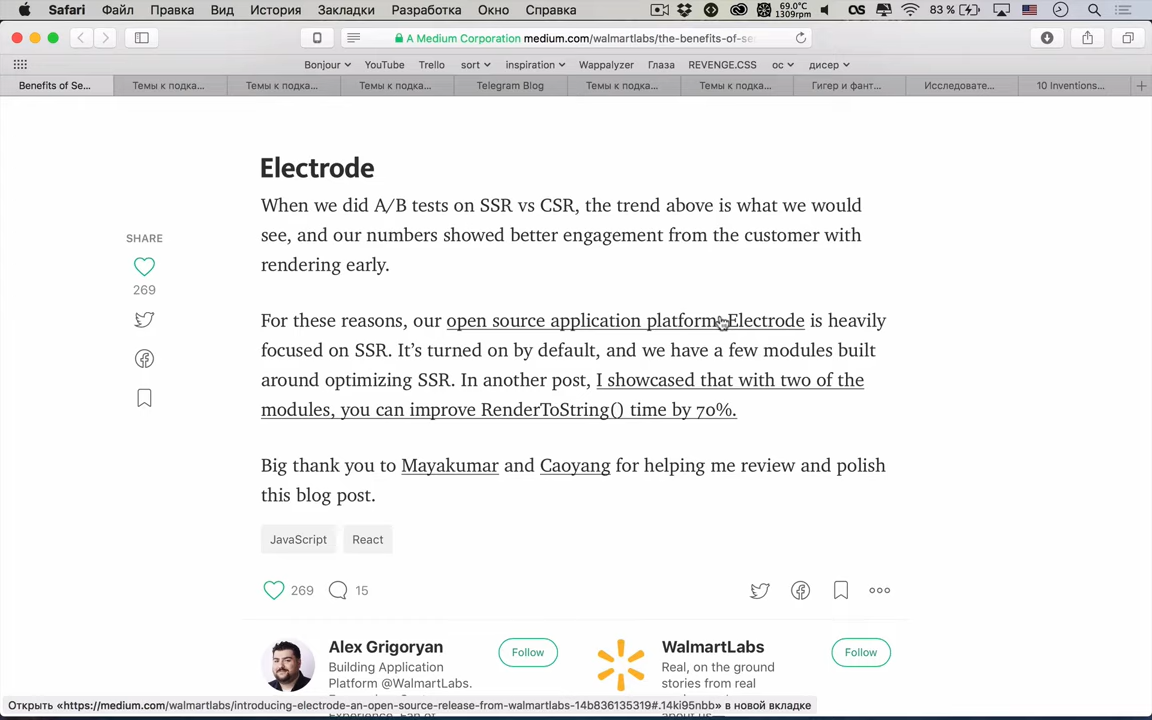 Safari Файл Правка Вид История Закладки Разработка Окно Справка 69.0°C 1309rpm 83 %
A Medium Corporation medium.com/walmartlabs/the-benefits-of-se
Bonjour YouTube Trello sort inspiration Wappalyzer Глаза REVENGE.CSS ос дисер
Benefits of Se... Темы к подка... Темы к подка... Темы к подка... Telegram Blog Темы к подка... Темы к подка... Гигер и фант... Исследовате... 10 Inventions...
Electrode
When we did A/B tests on SSR vs CSR, the trend above is what we would
see, and our numbers showed better engagement from the customer with
rendering early.
SHARE
269
For these reasons, our open source application platform Electrode is heavily
focused on SSR. It’s turned on by default, and we have a few modules built
around optimizing SSR. In another post, I showcased that with two of the
modules, you can improve RenderToString() time by 70%.
Big thank you to Mayakumar and Caoyang for helping me review and polish
this blog post.
JavaScript React
269 15
Alex Grigoryan Follow
Building Application
Platform @WalmartLabs.
WalmartLabs Follow
Real, on the ground
stories from real
Открыть «https://medium.com/walmartlabs/introducing-electrode-an-open-source-release-from-walmartlabs-14b836135319#.14ki95nbb» в новой вкладке